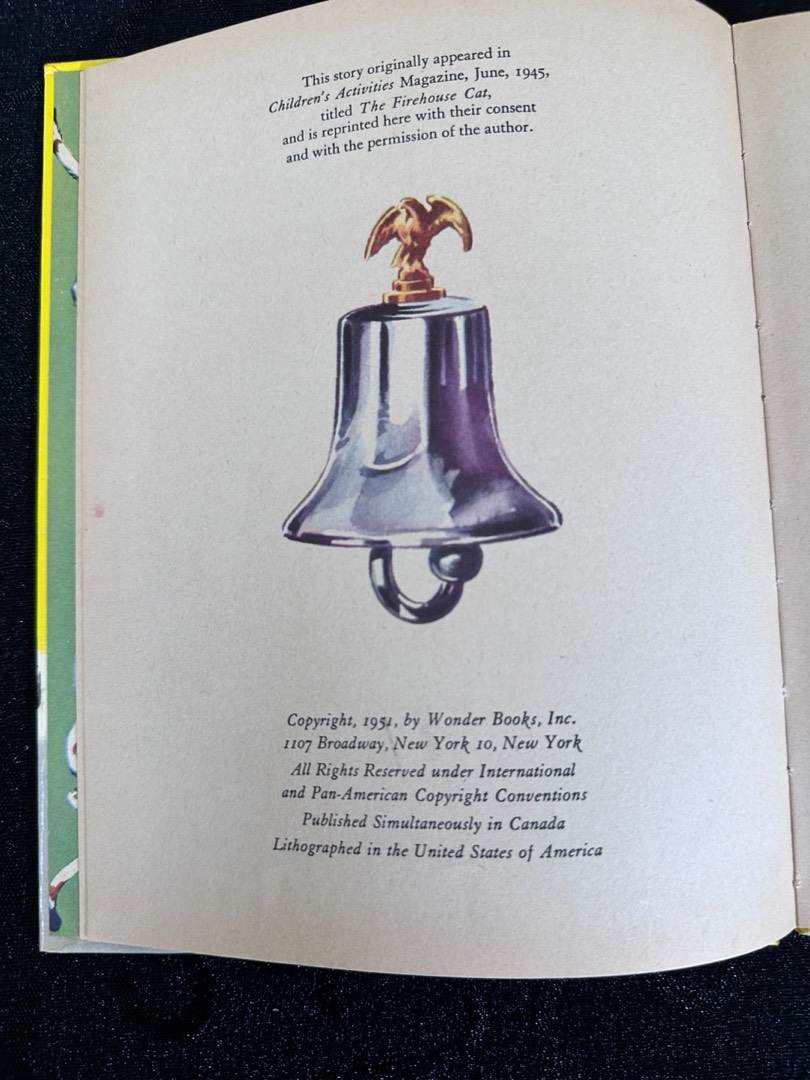 This story originally appeared in
Children's Activities Magazine, June, 1945,
titled The Firehouse Cat,
and is reprinted here with their consent
and with the permission of the author.
Copyright, 1951, by Wonder Books, Inc.
1107 Broadway, New York 10, New York
All Rights Reserved under International
and Pan-American Copyright Conventions
Published Simultaneously in Canada
Lithographed in the United States of America